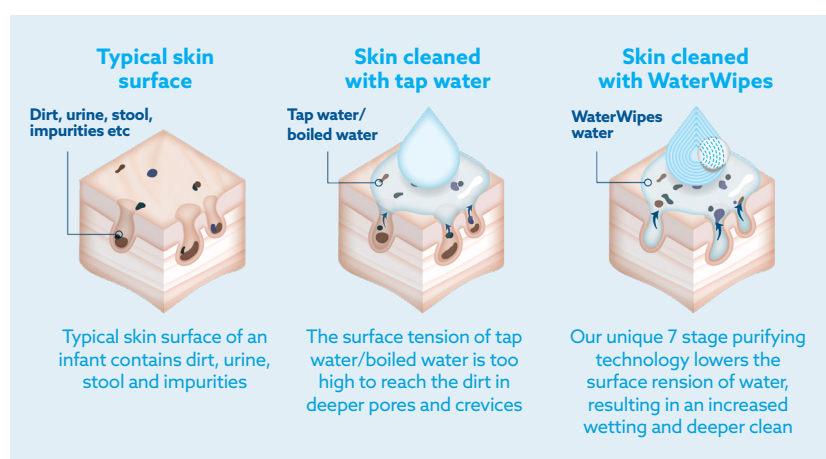 Typical skin
surface
Dirt, urine, stool,
impurities etc
Typical skin surface of an
infant contains dirt, urine,
stool and impurities
Skin cleaned
with tap water
Tap water/
boiled water
The surface tension of tap
water/boiled water is too
high to reach the dirt in
deeper pores and crevices
Skin cleaned
with WaterWipes
WaterWipes
water
Our unique 7 stage purifying
technology lowers the
surface rension of water,
resulting in an increased
wetting and deeper clean